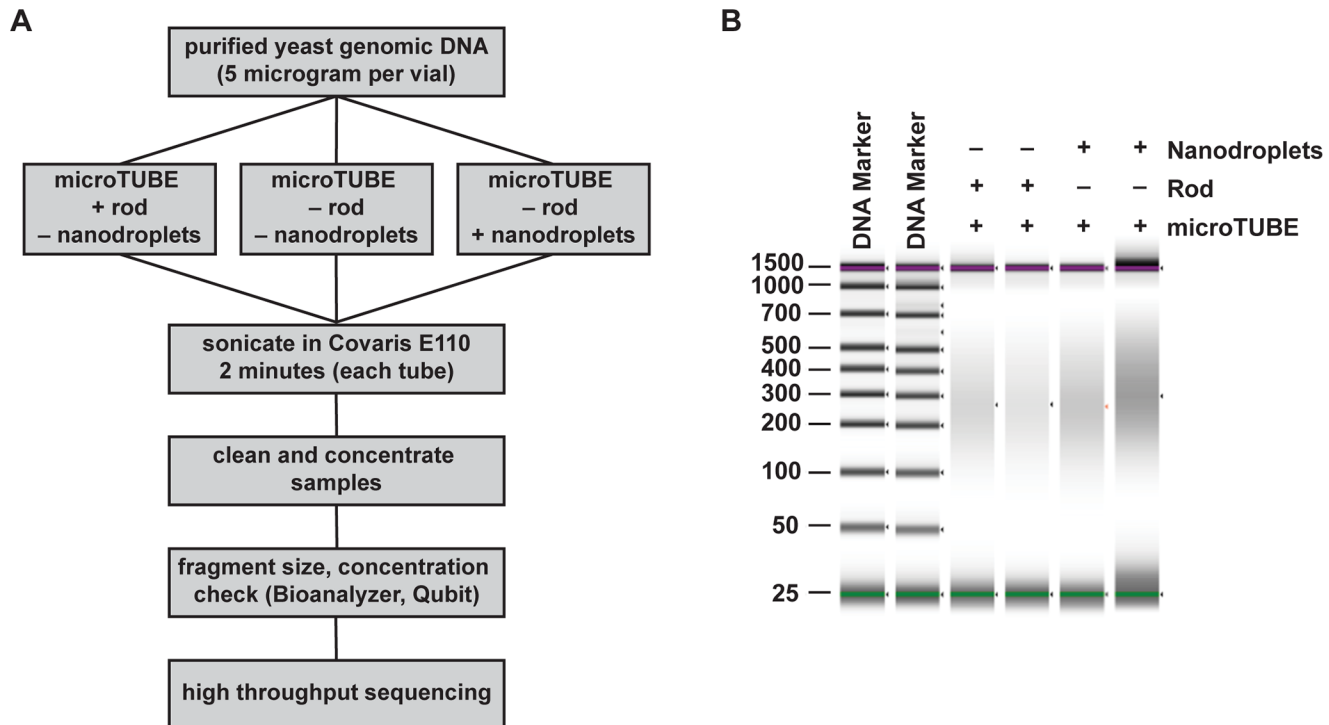 A
purified yeast genomic DNA
(5 microgram per vial)
microTUBE
+ rod
– nanodroplets
microTUBE
– rod
– nanodroplets
microTUBE
– rod
+ nanodroplets
sonicate in Covaris E110
2 minutes (each tube)
clean and concentrate
samples
fragment size, concentration
check (Bioanalyzer, Qubit)
high throughput sequencing
B
DNA Marker
DNA Marker
– – + + Nanodroplets
+ + – – Rod
+ + + + microTUBE
1500
1000
700
500
400
300
200
100
50
25